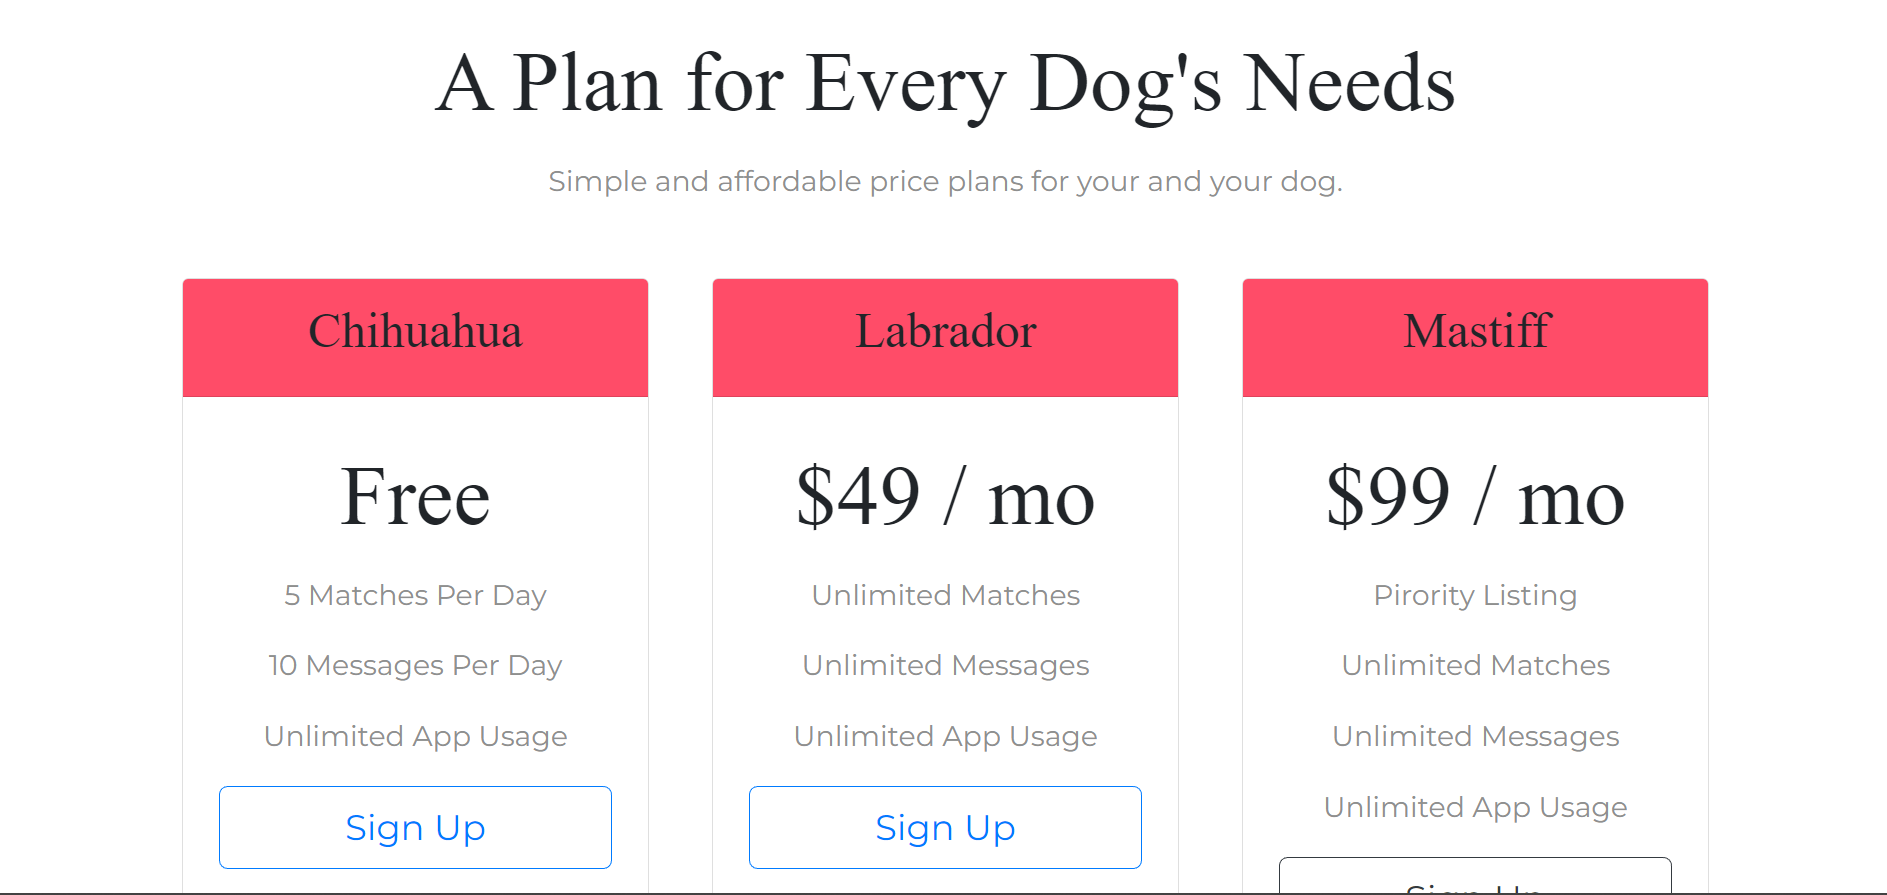 A Plan for Every Dog's Needs
Simple and affordable price plans for your and your dog.
Chihuahua
Free
5 Matches Per Day
10 Messages Per Day
Unlimited App Usage
Sign Up
Labrador
$49 / mo
Unlimited Matches
Unlimited Messages
Unlimited App Usage
Sign Up
Mastiff
$99 / mo
Pirority Listing
Unlimited Matches
Unlimited Messages
Unlimited App Usage
Sign Up